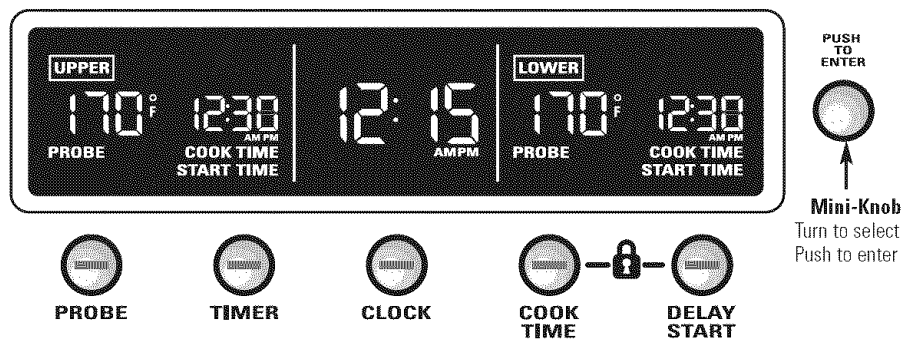 UPPER
170°F
12:30
AM PM
PROBE
COOK TIME
START TIME
12:15
AM PM
LOWER
170°F
12:30
AM PM
PROBE
COOK TIME
START TIME
PUSH
TO
ENTER
Mini-Knob
Turn to select
Push to enter
PROBE
TIMER
CLOCK
COOK
TIME
DELAY
START